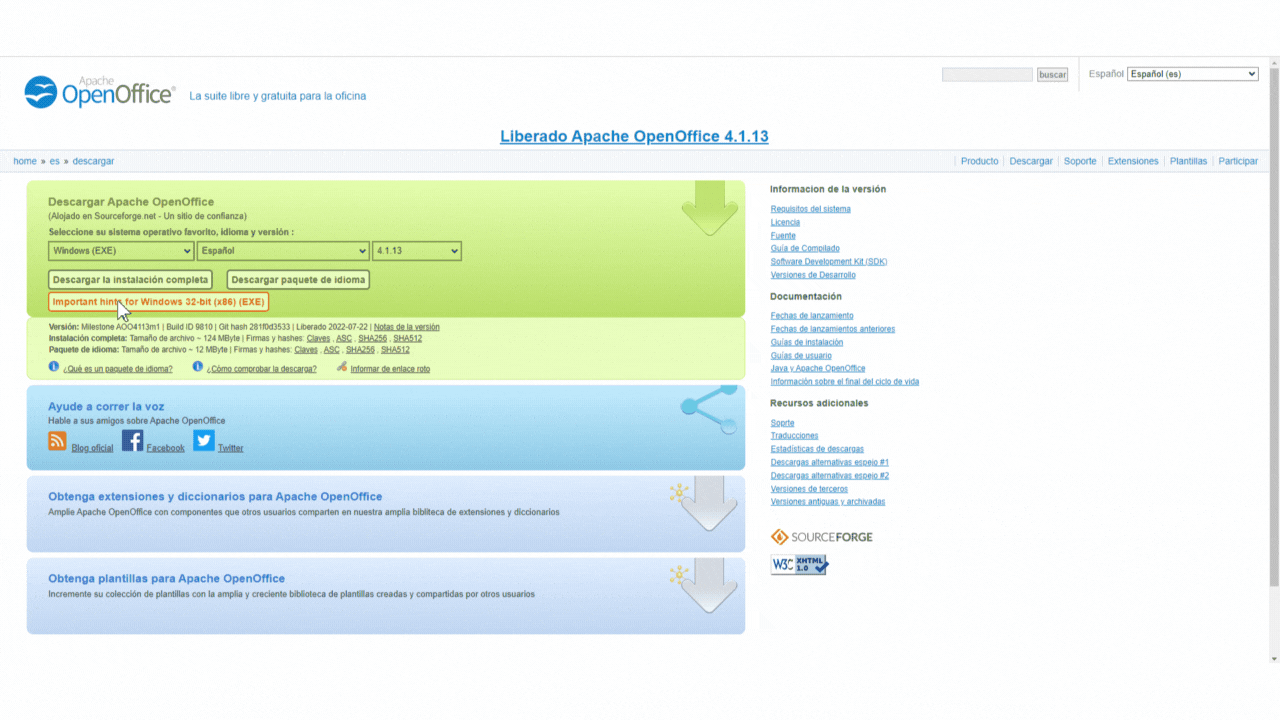 Apache
OpenOffice®
La suite libre y gratuita para la oficina
buscar
Español
Español (es)
Liberado Apache OpenOffice 4.1.13
home » es » descargar
Producto | Descargar | Soporte | Extensiones | Plantillas | Participar
Descargar Apache OpenOffice
(Alojado en Sourceforge.net - Un sitio de confianza)
Seleccione su sistema operativo favorito, idioma y versión :
Windows (EXE) Español 4.1.13
Descargar la instalación completa Descargar paquete de idioma
Important hints for Windows 32-bit (x86) (EXE)
Versión: Milestone AOO4113m1 | Build ID 9810 | Git hash 281f0d3533 | Liberado 2022-07-22 | Notas de la versión
Instalación completa: Tamaño de archivo ~ 124 MByte | Firmas y hashes: Claves , ASC , SHA256 , SHA512
Paquete de idioma: Tamaño de archivo ~ 12 MByte | Firmas y hashes: Claves , ASC , SHA256 , SHA512
¿Qué es un paquete de idioma? ¿Cómo comprobar la descarga? Informar de enlace roto
Ayude a correr la voz
Hable a sus amigos sobre Apache OpenOffice
Blog oficial Facebook Twitter
Obtenga extensiones y diccionarios para Apache OpenOffice
Amplie Apache OpenOffice con componentes que otros usuarios comparten en nuestra amplia bibliteca de extensiones y diccionarios
Obtenga plantillas para Apache OpenOffice
Incremente su colección de plantillas con la amplia y creciente biblioteca de plantillas creadas y compartidas por otros usuarios
Informacion de la versión
Requisitos del sistema
Licencia
Fuente
Guía de Compilado
Software Development Kit (SDK)
Versiones de Desarrollo
Documentación
Fechas de lanzamiento
Fechas de lanzamientos anteriores
Guías de instalación
Guías de usuario
Java y Apache OpenOffice
Información sobre el final del ciclo de vida
Recursos adicionales
Soprte
Traducciones
Estadísticas de descargas
Descargas alternativas espejo #1
Descargas alternativas espejo #2
Versiones de terceros
Versiones antiguas y archivadas
SOURCEFORGE
W3C XHTML 1.0